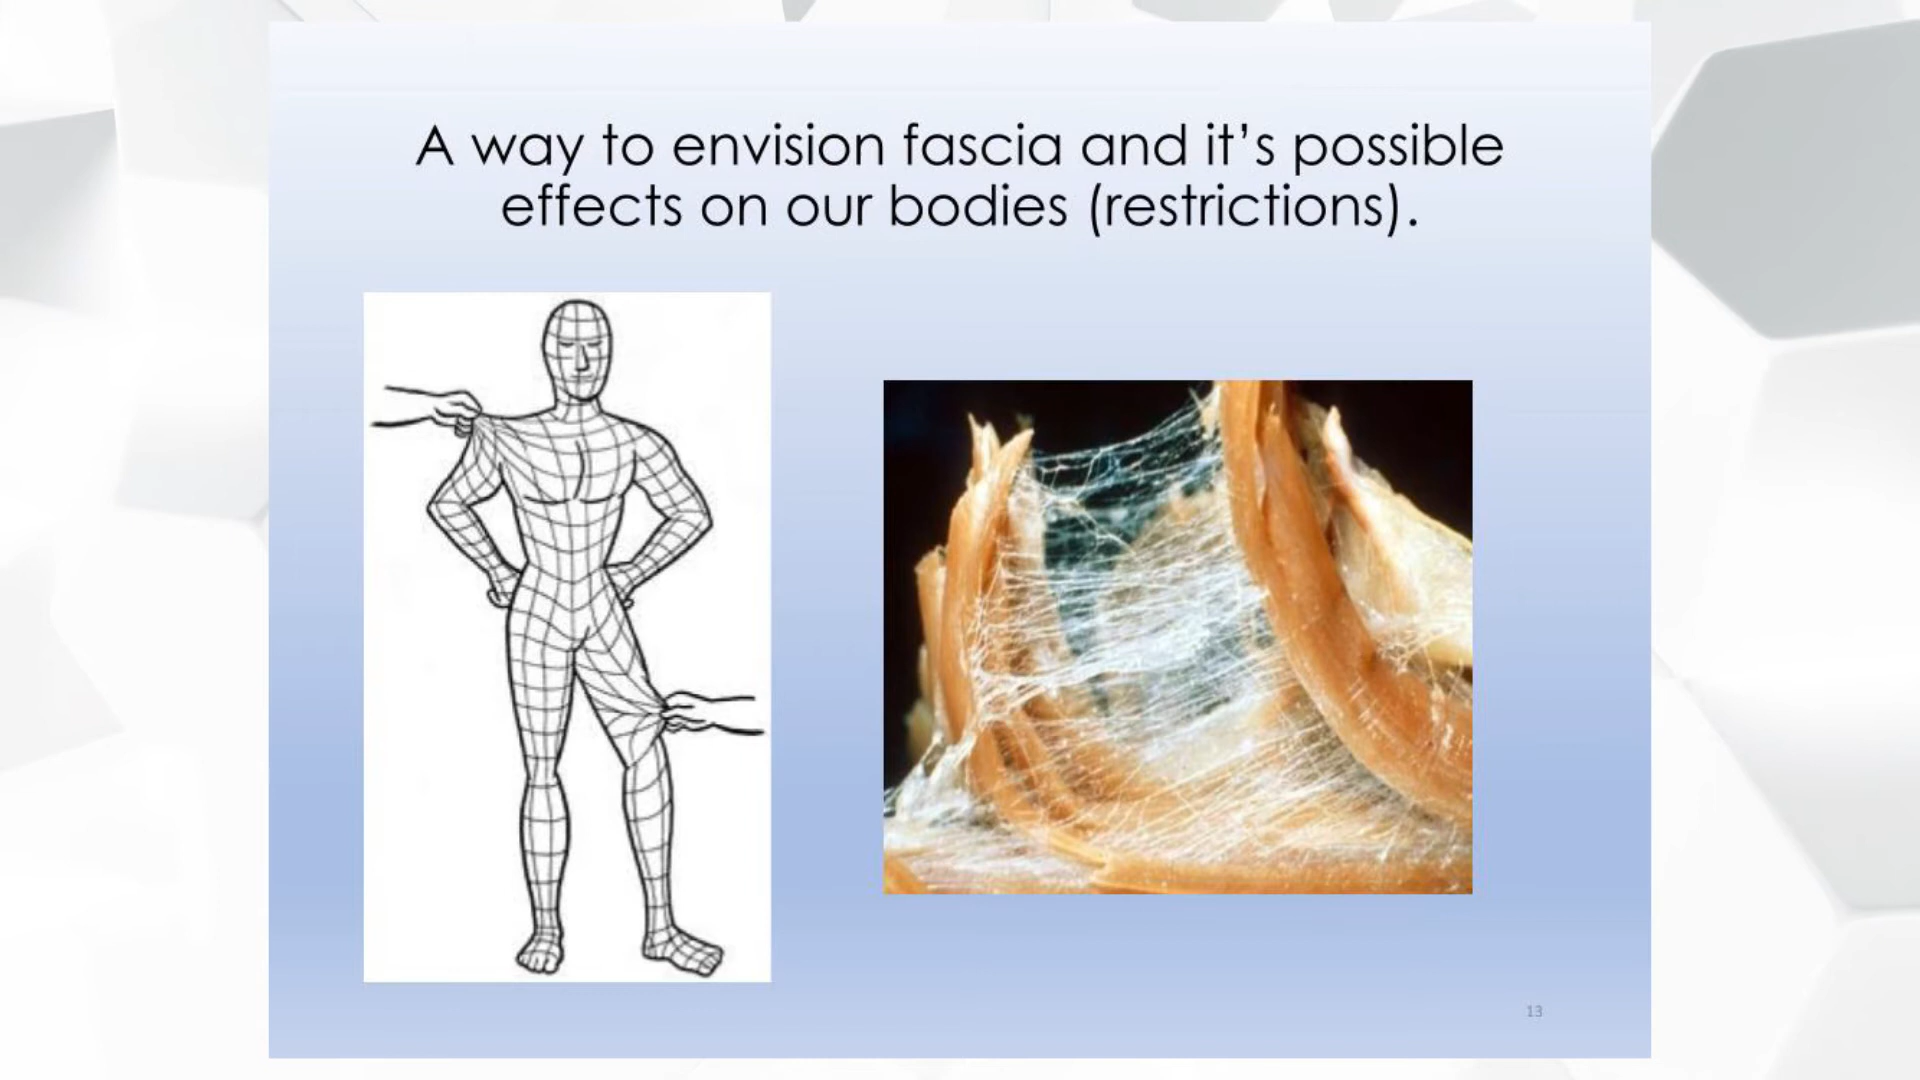 A way to envision fascia and it’s possible
effects on our bodies (restrictions).
13